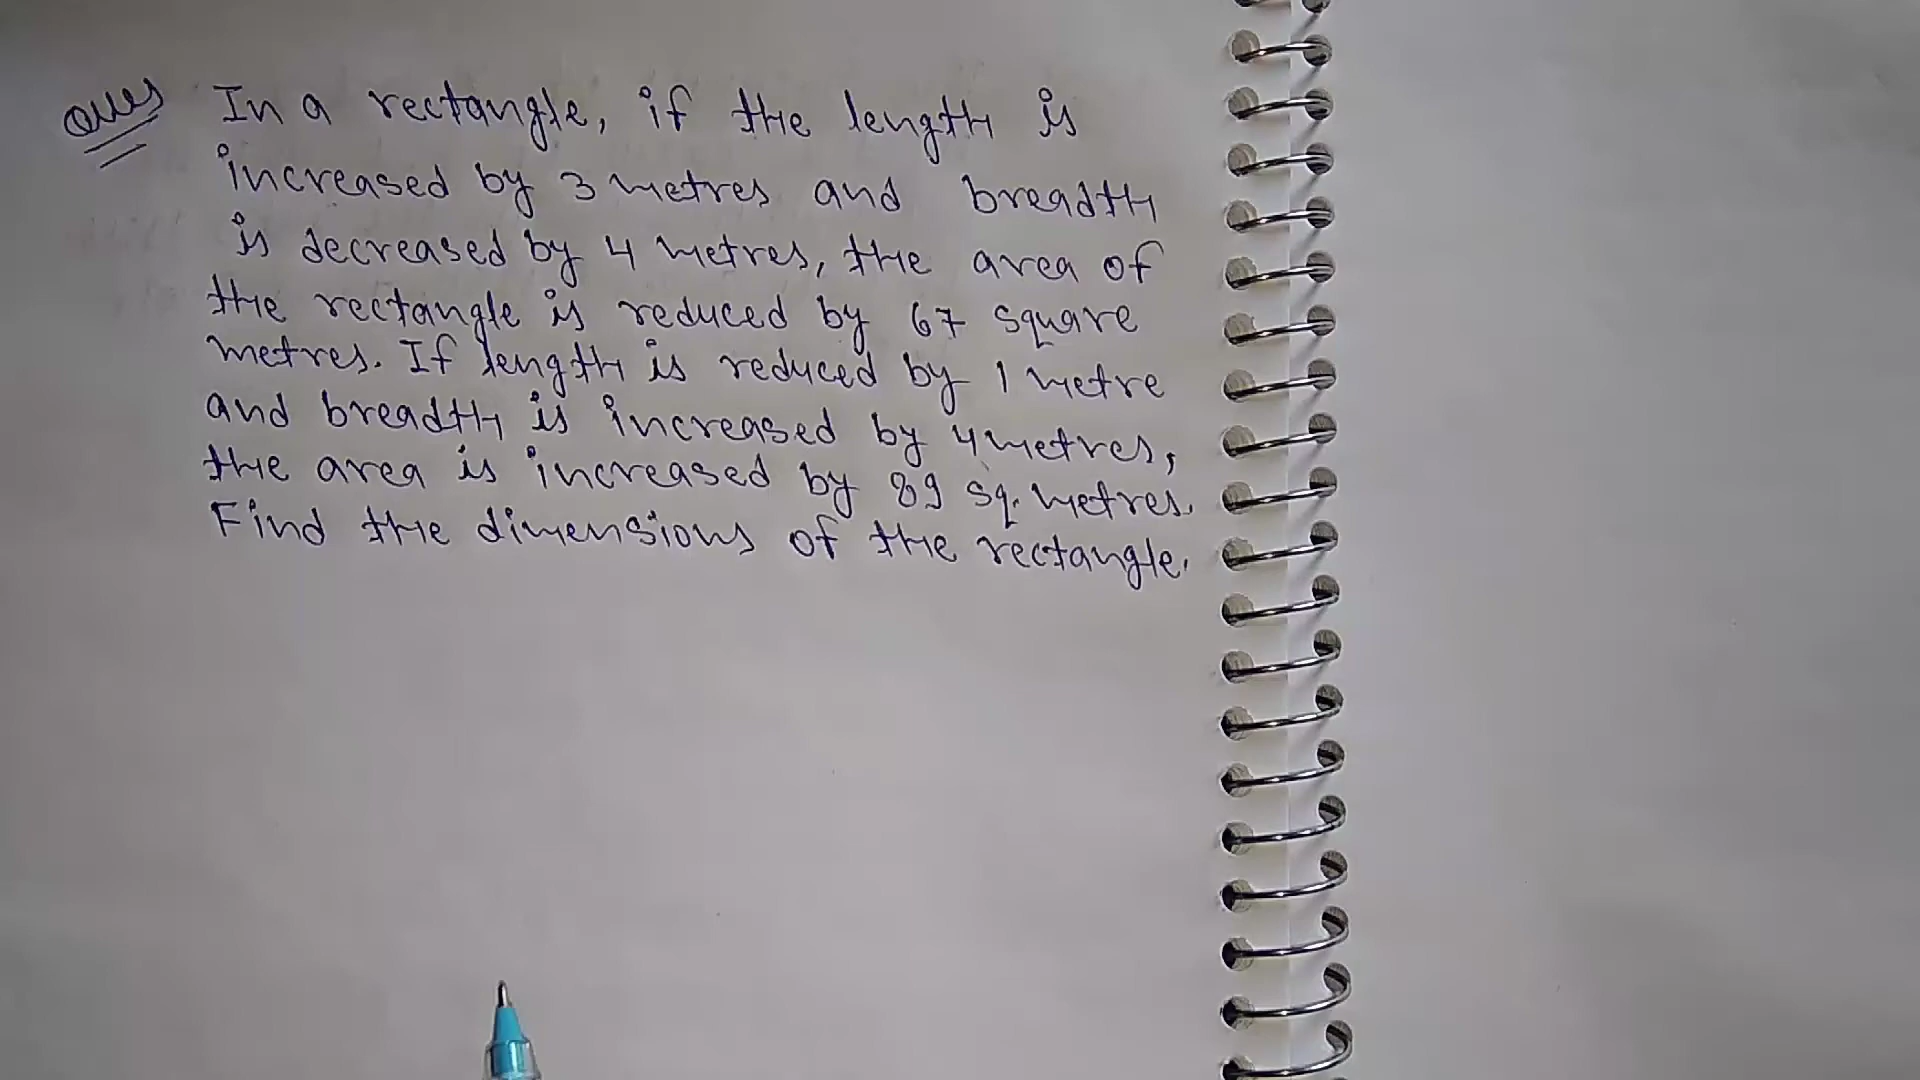 Ques In a rectangle, if the length is
increased by 3 metres and breadth
is decreased by 4 metres, the area of
the rectangle is reduced by 67 square
metres. If length is reduced by 1 metre
and breadth is increased by 4 metres,
the area is increased by 89 sq. metres.
Find the dimensions of the rectangle.